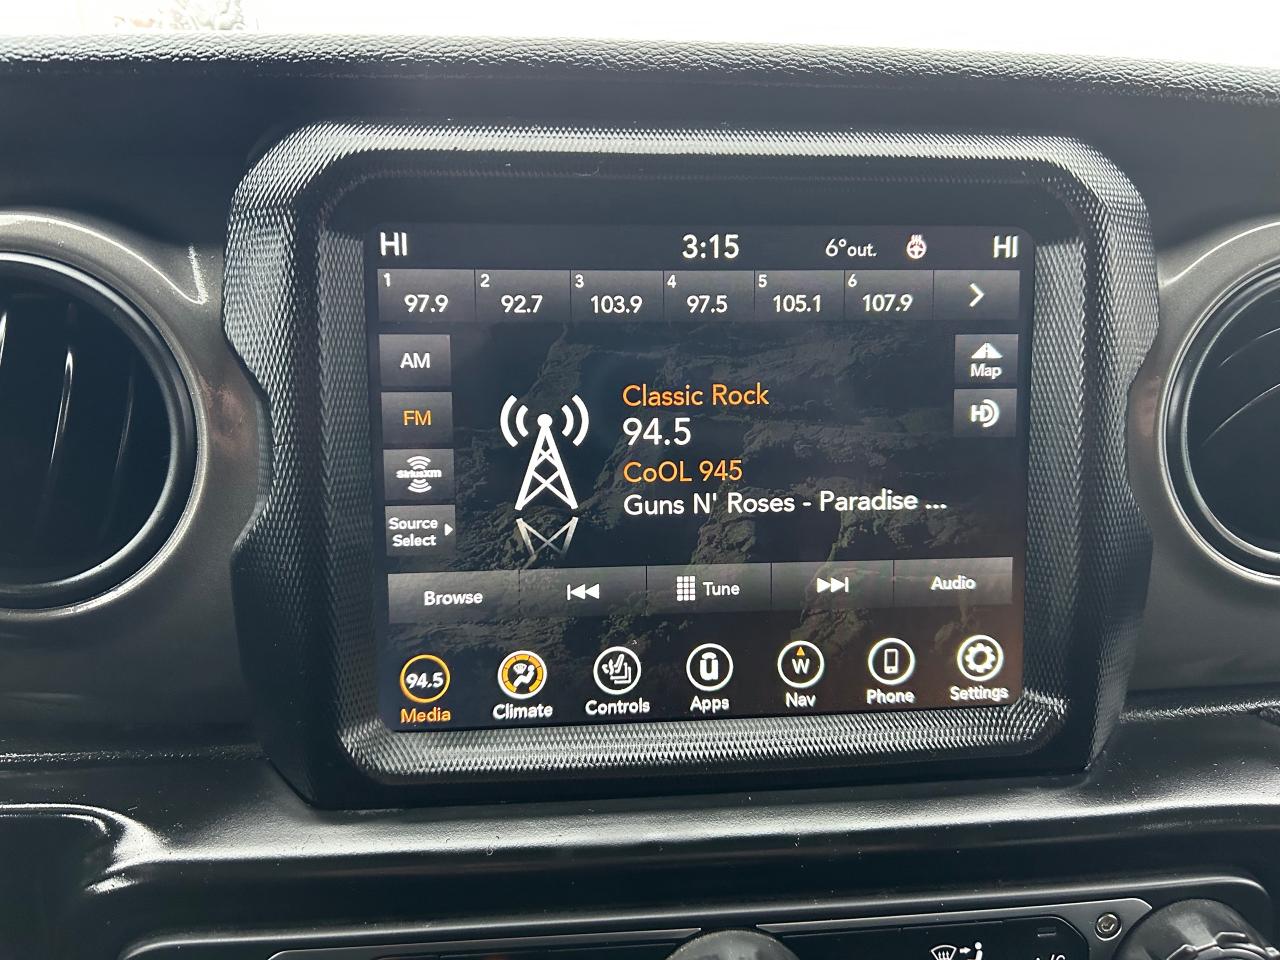 HI 3:15 6°out. HI
1 97.9 2 92.7 3 103.9 4 97.5 5 105.1 6 107.9
AM
Map
FM
HD
Classic Rock
94.5
CoOL 945
Guns N' Roses - Paradise ...
siriusxm
Source
Select
Browse Tune Audio
94.5 W
Media Climate Controls Apps Nav Phone Settings